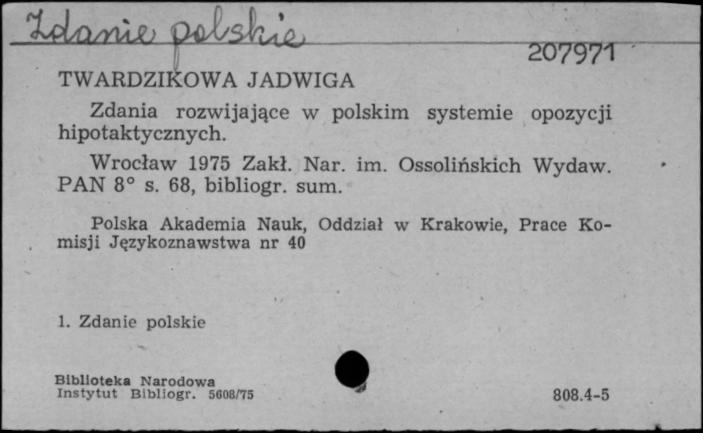 Zdanie polskie
207971
TWARDZIKOWA JADWIGA
Zdania rozwijające w polskim systemie opozycji
hipotaktycznych.
Wrocław 1975 Zakł. Nar. im. Ossolińskich Wydaw.
PAN 8° s. 68, bibliogr. sum.
Polska Akademia Nauk, Oddział w Krakowie, Prace Ko-
misji Językoznawstwa nr 40
1. Zdanie polskie
Biblioteka Narodowa
Instytut Bibliogr. 5608/75
808.4-5